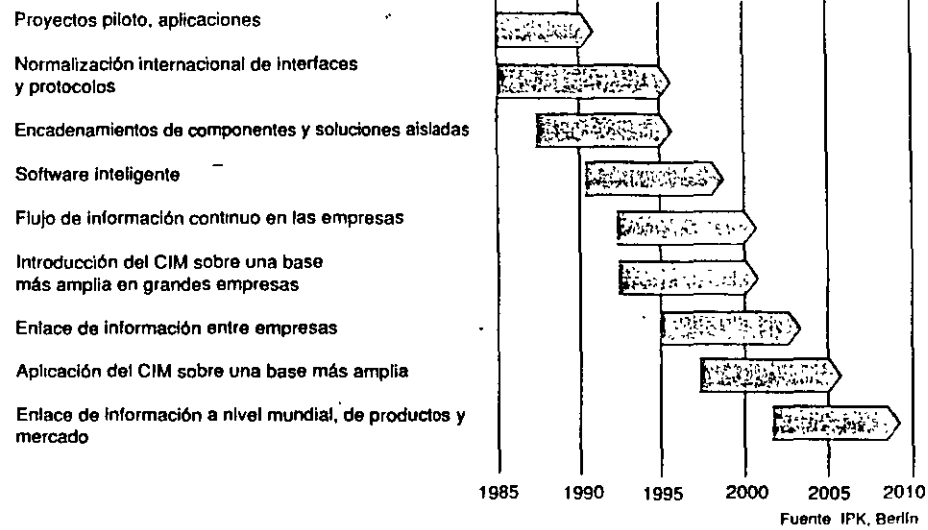 Proyectos piloto, aplicaciones
Normalización internacional de interfaces
y protocolos
Encadenamientos de componentes y soluciones aisladas
Software inteligente
Flujo de información continuo en las empresas
Introducción del CIM sobre una base
más amplia en grandes empresas
Enlace de información entre empresas
Aplicación del CIM sobre una base más amplia
Enlace de información a nivel mundial, de productos y
mercado
1985 1990 1995 2000 2005 2010
Fuente IPK, Berlín